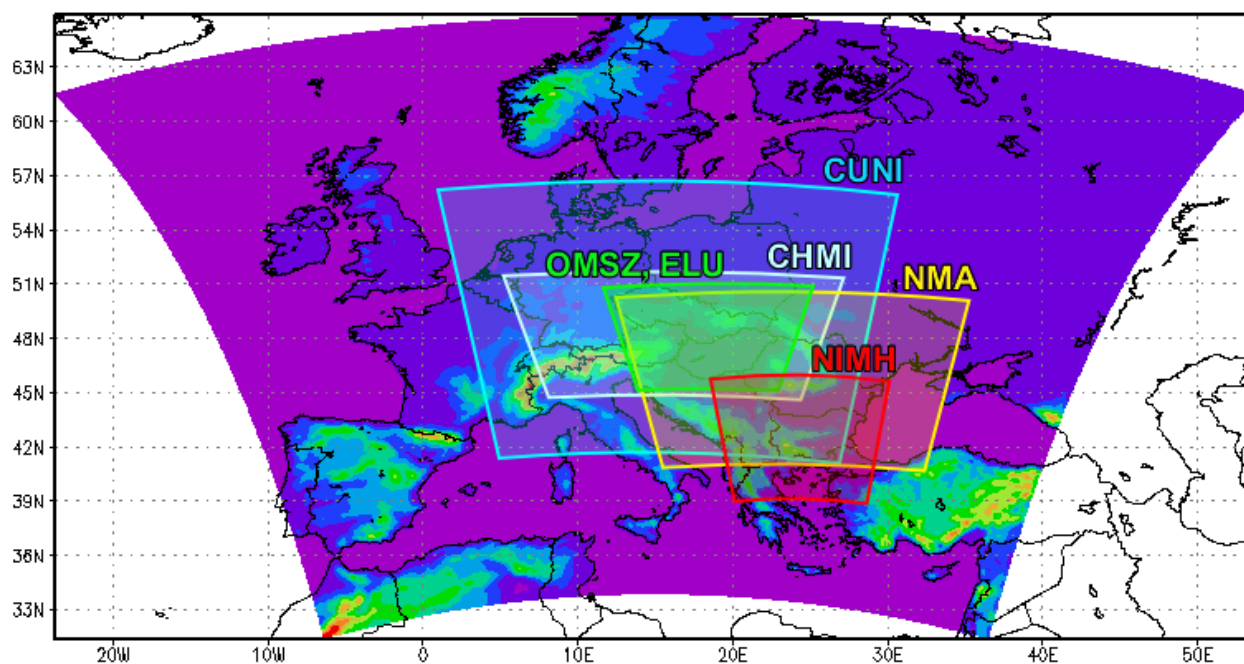 63N
60N
57N
CUNI
54N
CHMI
OMSZ, ELU
51N
NMA
48N
NIMH
45N
42N
39N
36N
33N
20W 10W 0 10E 20E 30E 40E 50E